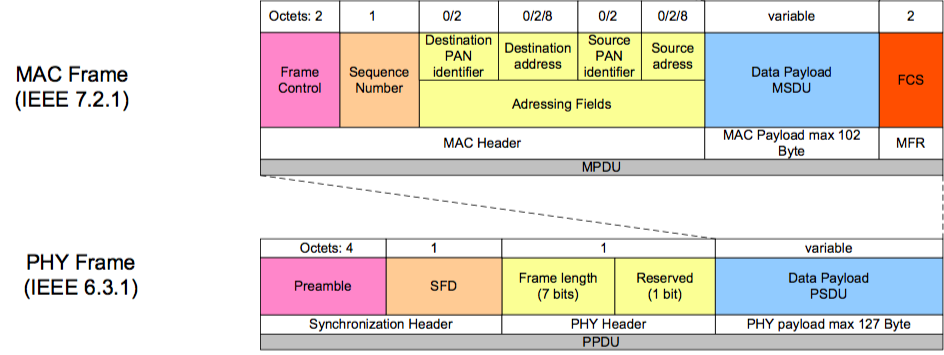 Octets: 2 1 0/2 0/2/8 0/2 0/2/8 variable 2
MAC Frame
(IEEE 7.2.1)
Frame
Control
Sequence
Number
Destination
PAN
identifier
Destination
address
Source
PAN
identifier
Source
adress
Adressing Fields
Data Payload
MSDU
FCS
MAC Header
MAC Payload max 102
Byte
MFR
MPDU
Octets: 4 1 1 variable
PHY Frame
(IEEE 6.3.1)
Preamble
SFD
Frame length
(7 bits)
Reserved
(1 bit)
Data Payload
PSDU
Synchronization Header
PHY Header
PHY payload max 127 Byte
PPDU